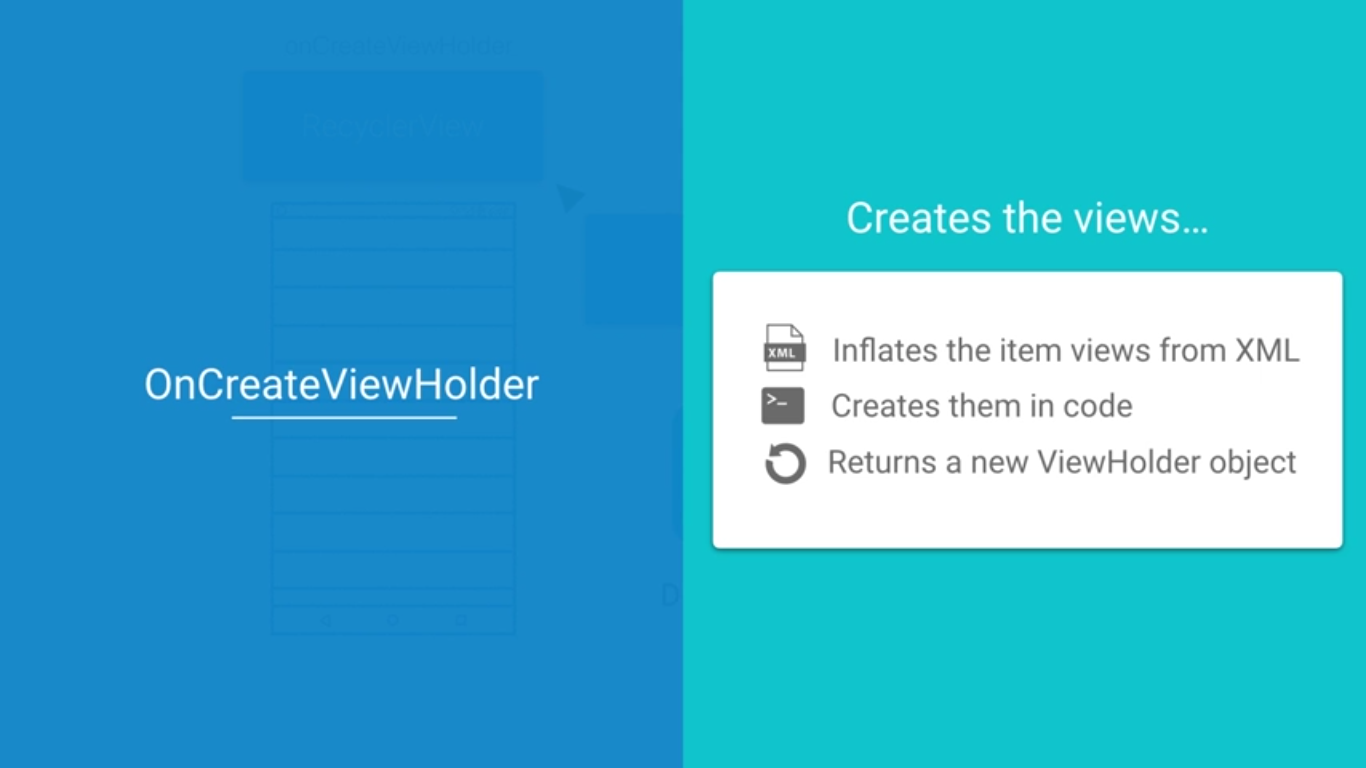 onCreateViewHolder
RecyclerView
OnCreateViewHolder
Creates the views...
XML Inflates the item views from XML
>_ Creates them in code
Returns a new ViewHolder object